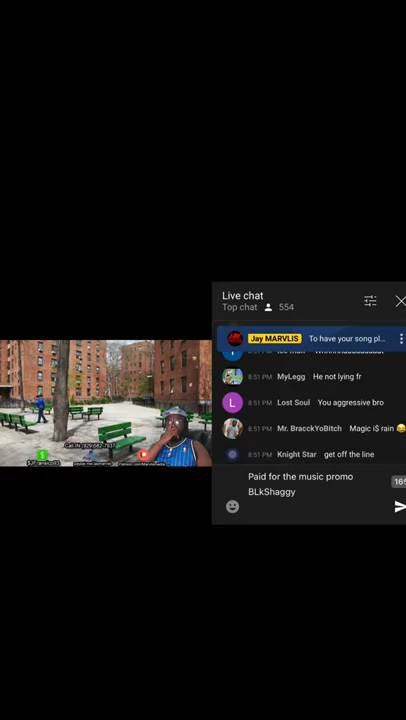 Live chat
Top chat 554
Jay MARVLIS To have your song pl...
8:51 PM MyLegg He not lying fr
8:51 PM Lost Soul You aggressive bro
8:51 PM Mr. BracckYoBitch Magic i$ rain 😂
8:51 PM Knight Star get off the line
Paid for the music promo
BLkShaggy
Call IN (929)582-7637